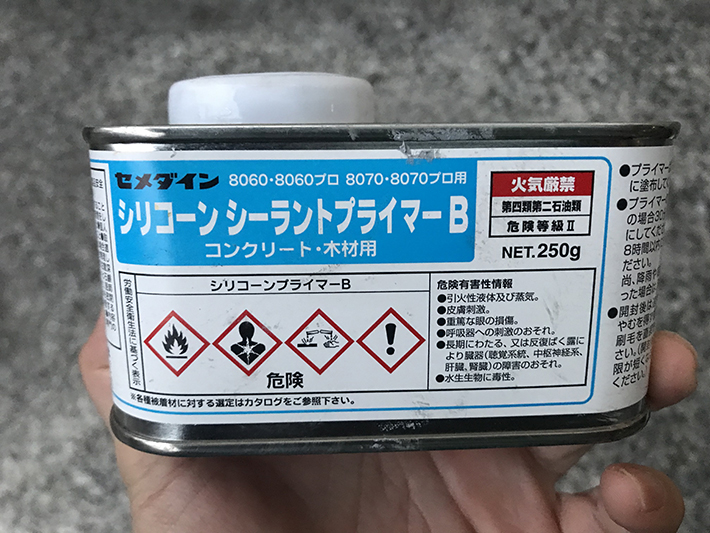 セメダイン 8060・8060プロ 8070・8070プロ用
シリコーンシーラントプライマーB
コンクリート・木材用
火気厳禁
第四類第二石油類
危険等級Ⅱ
NET.250g
労働安全衛生法に基づく表示
シリコーンプライマーB
危険
危険有害性情報
●引火性液体及び蒸気。
●皮膚刺激。
●重篤な眼の損傷。
●呼吸器への刺激のおそれ。
●長期にわたる、又は反復ばく露に
より臓器(聴覚系統、中枢神経系、
肝臓、腎臓)の障害のおそれ。
●水生生物に毒性。
※各種被着材に対する選定はカタログをご参照下さい。
●プライマー
に塗布して
●プライマー
の場合30
にしてくだ
8時間以
ださい。
尚、降雨や
った場合は
●開封後は
やむを得
刷毛を
さい。
限が短く
ください